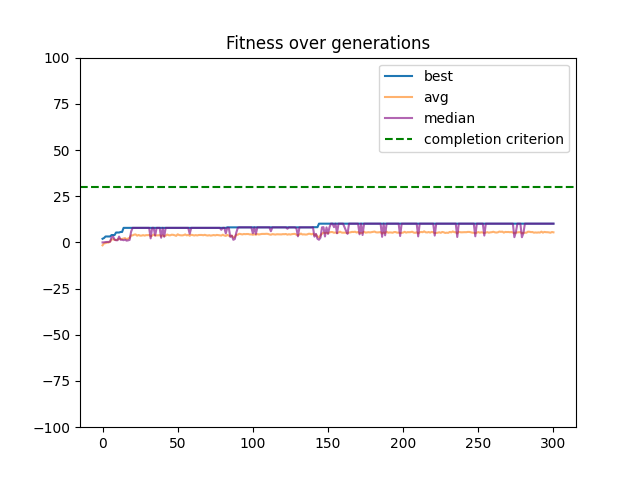 Fitness over generations
100
75
50
25
0
−25
−50
−75
−100
0 50 100 150 200 250 300
best
avg
median
completion criterion